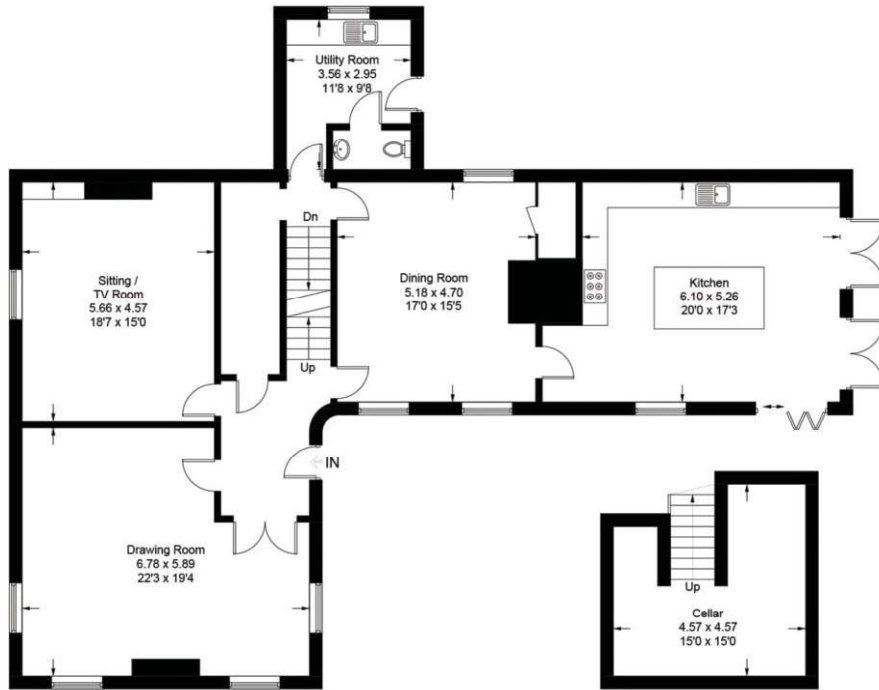 Utility Room
3.56 x 2.95
11'8 x 9'8
Dn
Sitting /
TV Room
5.66 x 4.57
18'7 x 15'0
Dining Room
5.18 x 4.70
17'0 x 15'5
Kitchen
6.10 x 5.26
20'0 x 17'3
Up
IN
Drawing Room
6.78 x 5.89
22'3 x 19'4
Up
Cellar
4.57 x 4.57
15'0 x 15'0